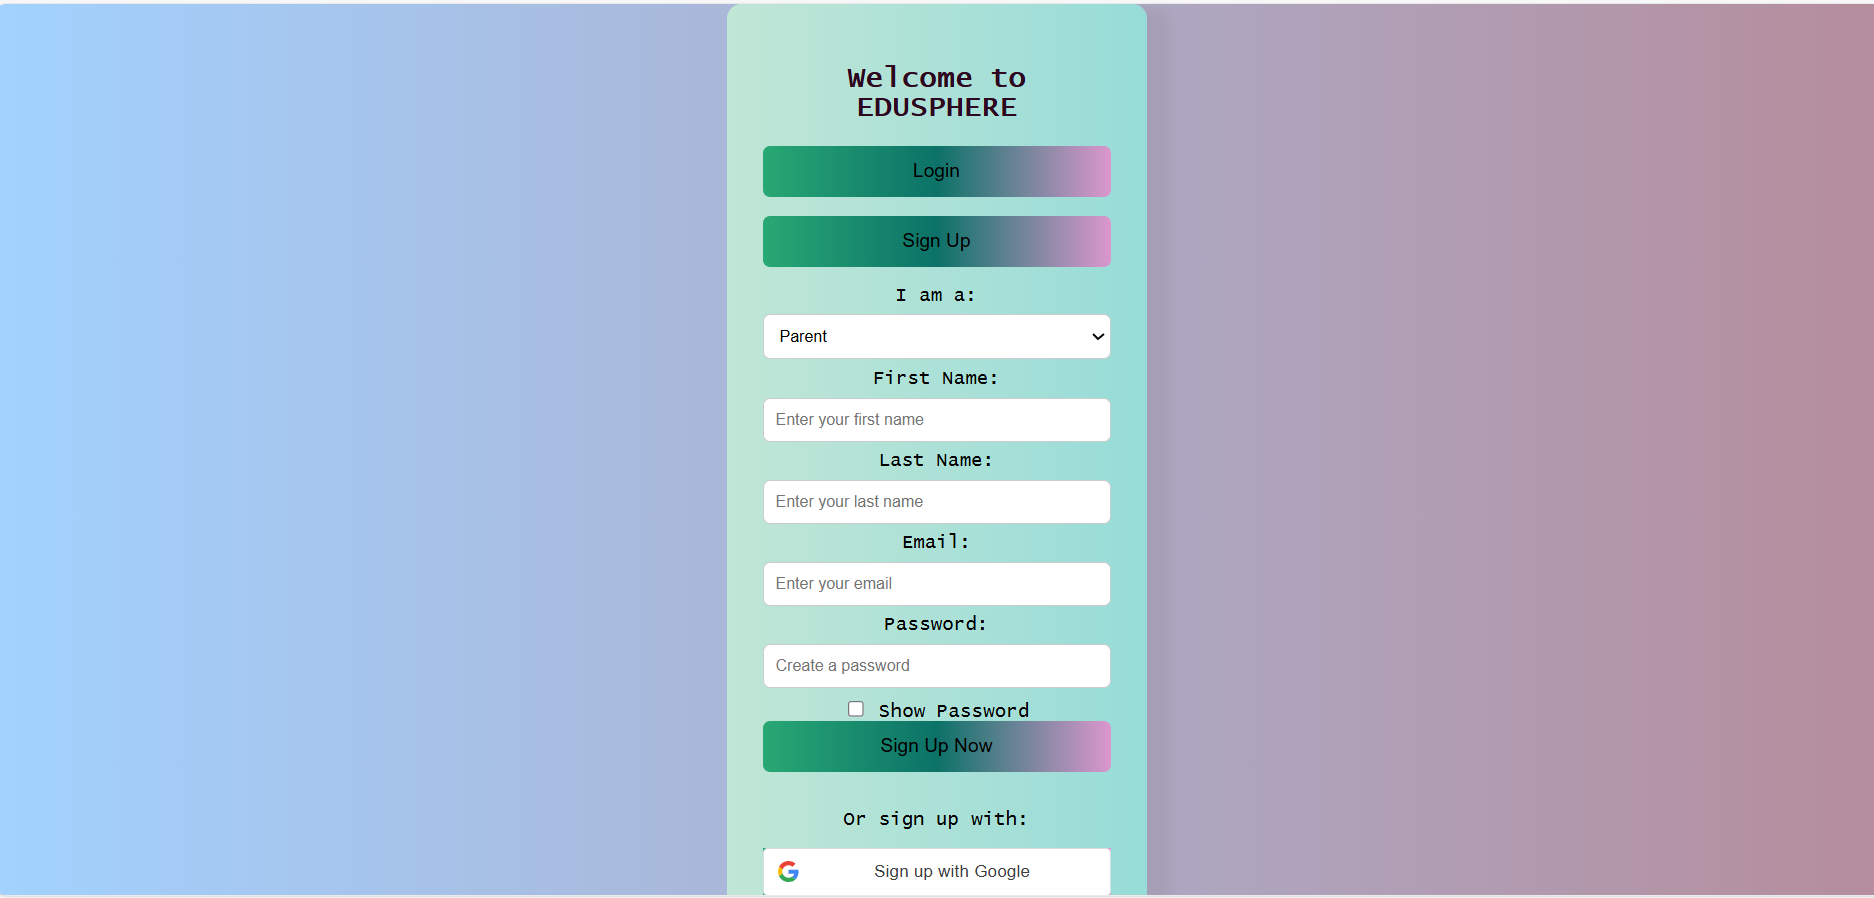 Welcome to
EDUSPHERE
Login
Sign Up
I am a:
Parent
First Name:
Enter your first name
Last Name:
Enter your last name
Email:
Enter your email
Password:
Create a password
Show Password
Sign Up Now
Or sign up with:
Sign up with Google